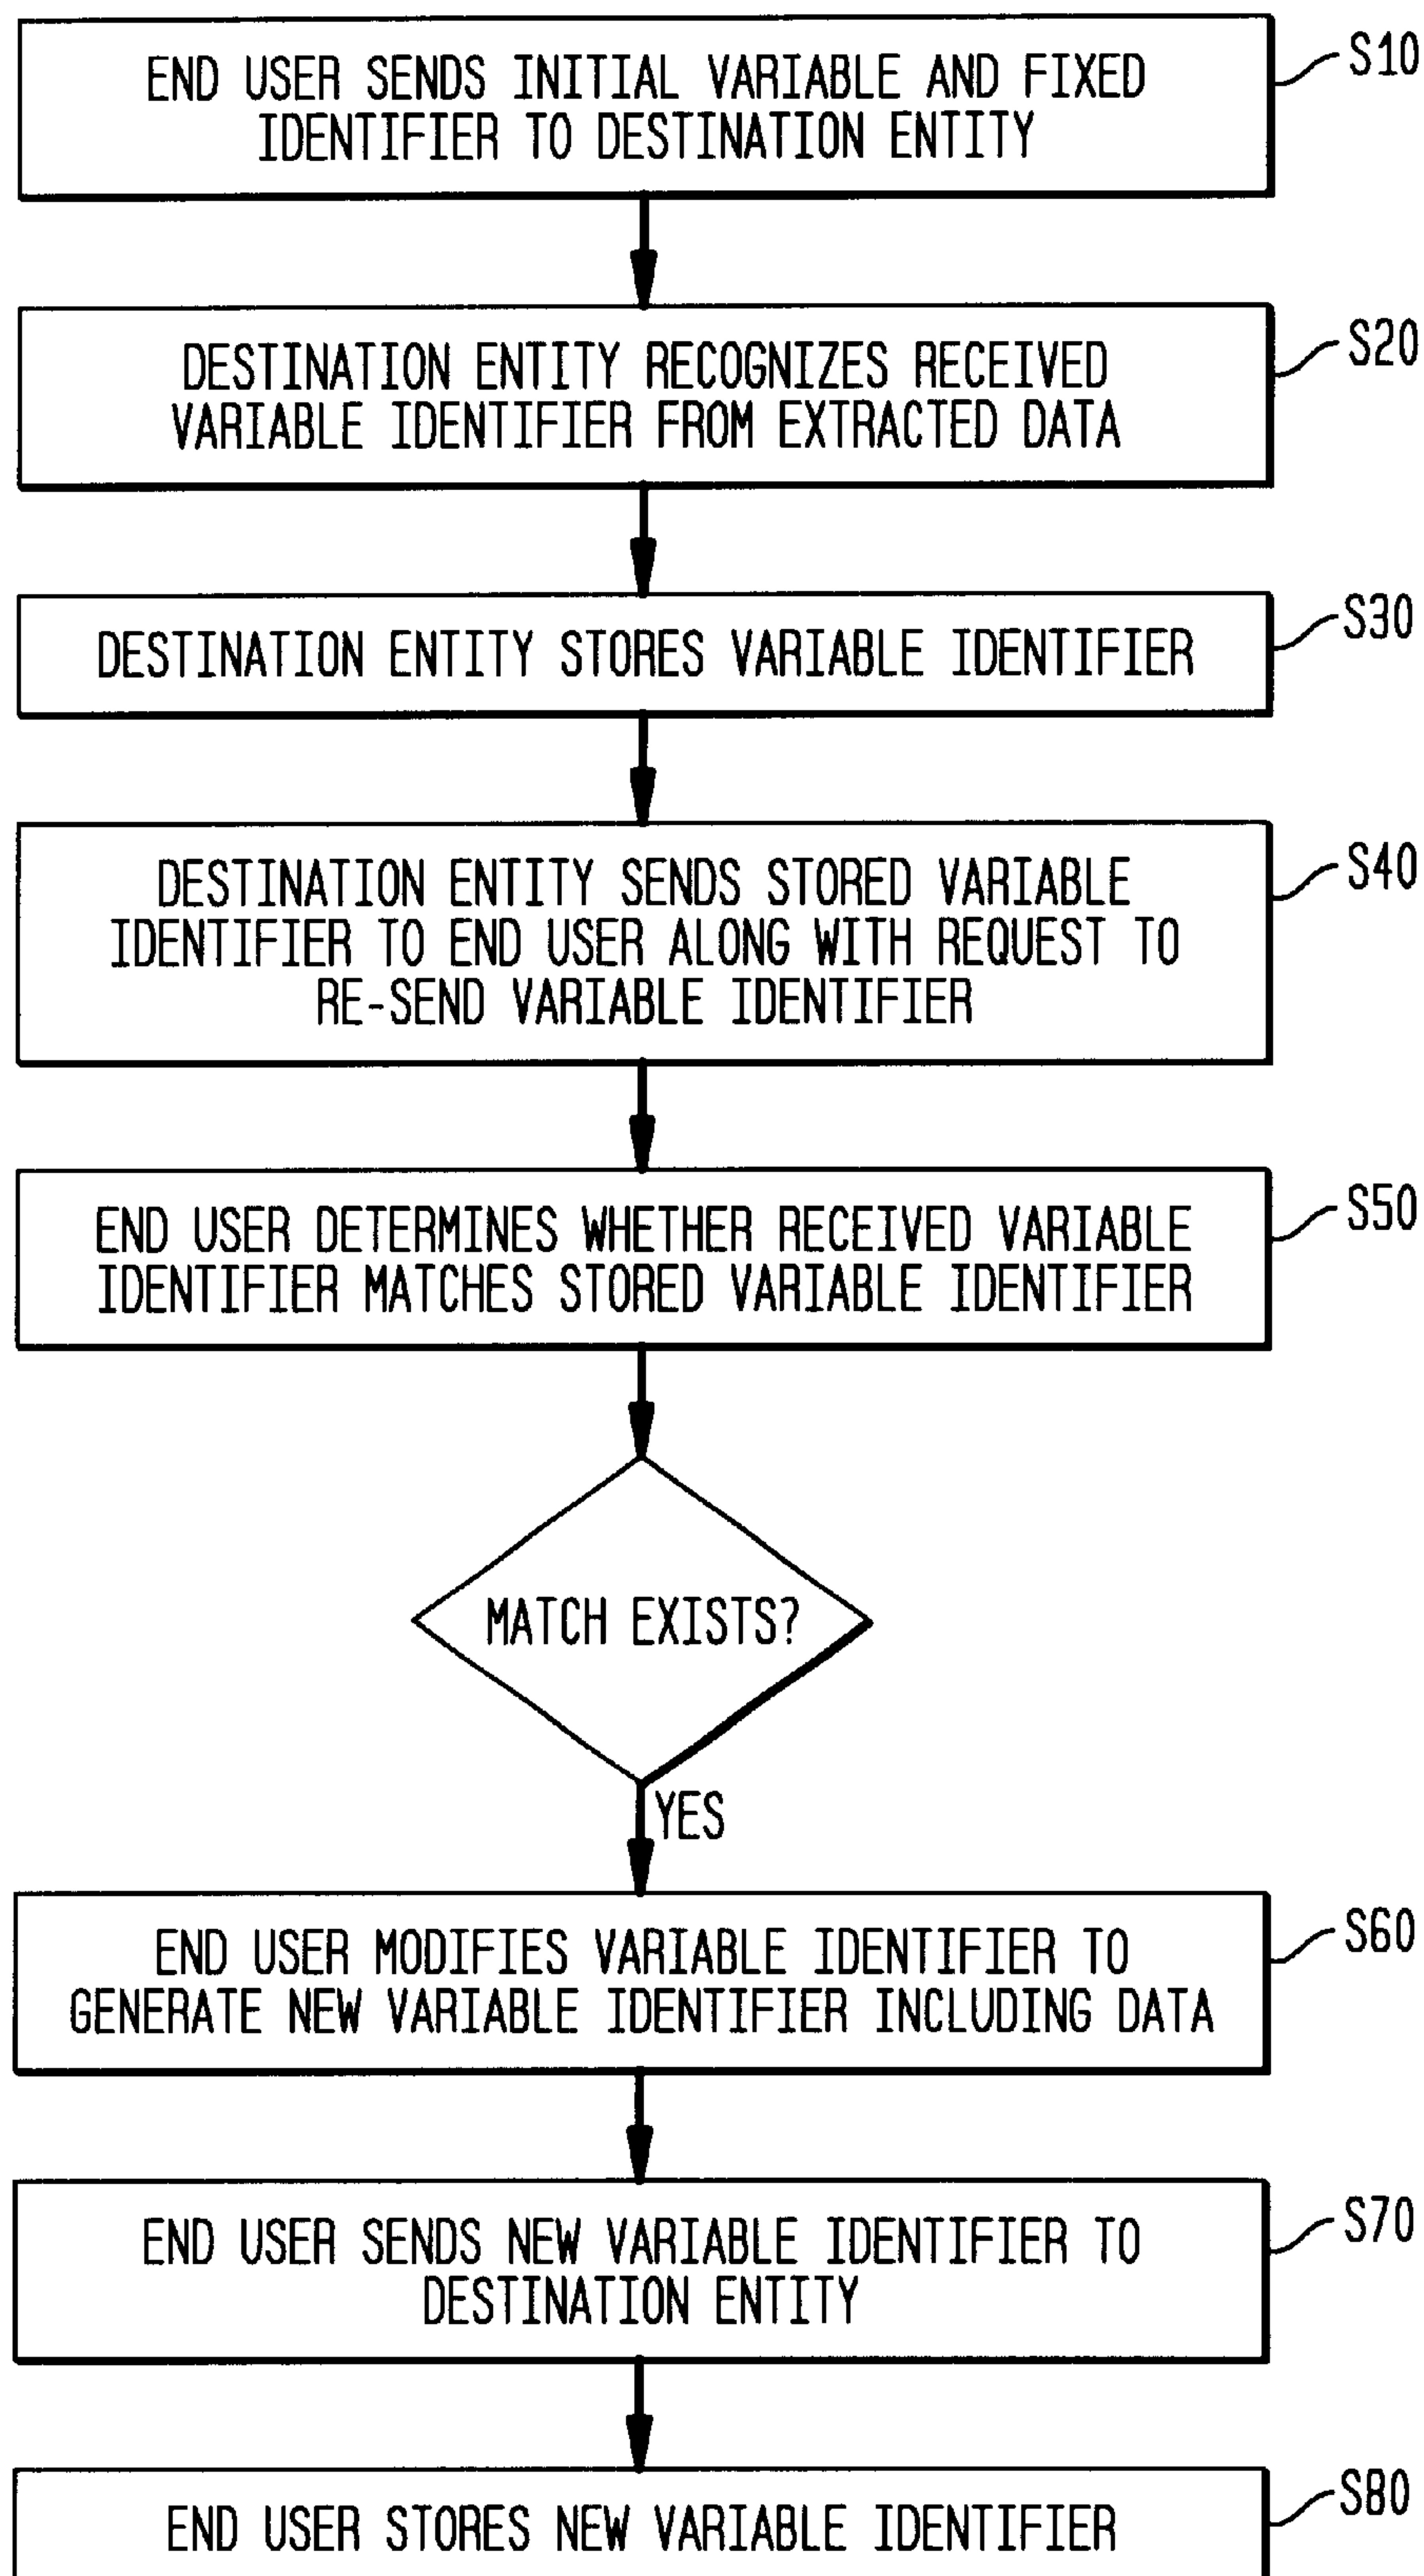 END USER SENDS INITIAL VARIABLE AND FIXED
IDENTIFIER TO DESTINATION ENTITY
S10
DESTINATION ENTITY RECOGNIZES RECEIVED
VARIABLE IDENTIFIER FROM EXTRACTED DATA
S20
DESTINATION ENTITY STORES VARIABLE IDENTIFIER
S30
DESTINATION ENTITY SENDS STORED VARIABLE
IDENTIFIER TO END USER ALONG WITH REQUEST TO
RE-SEND VARIABLE IDENTIFIER
S40
END USER DETERMINES WHETHER RECEIVED VARIABLE
IDENTIFIER MATCHES STORED VARIABLE IDENTIFIER
S50
MATCH EXISTS?
YES
END USER MODIFIES VARIABLE IDENTIFIER TO
GENERATE NEW VARIABLE IDENTIFIER INCLUDING DATA
S60
END USER SENDS NEW VARIABLE IDENTIFIER TO
DESTINATION ENTITY
S70
END USER STORES NEW VARIABLE IDENTIFIER
S80